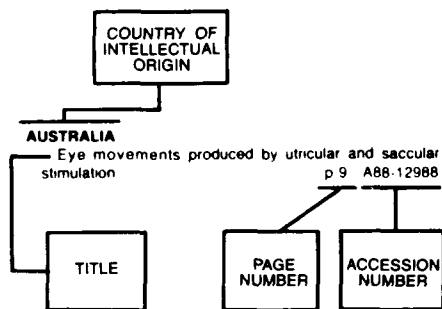 COUNTRY OF
INTELLECTUAL
ORIGIN
AUSTRALIA
Eye movements produced by utricular and saccular
stimulation p 9 A88-12988
TITLE
PAGE
NUMBER
ACCESSION
NUMBER